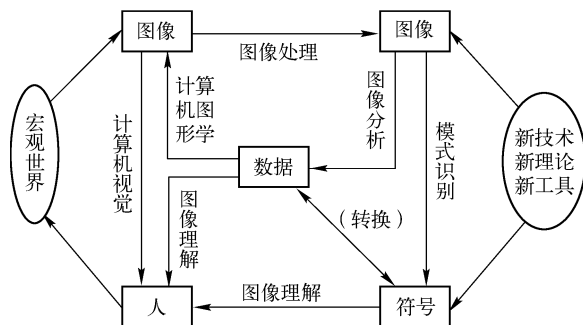 图像
图像处理
图像
宏观世界
计算机视觉
计算
机图
形学
图像分析
模式识别
新技术
新理论
新工具
数据
图像理解
（转换）
人
图像理解
符号